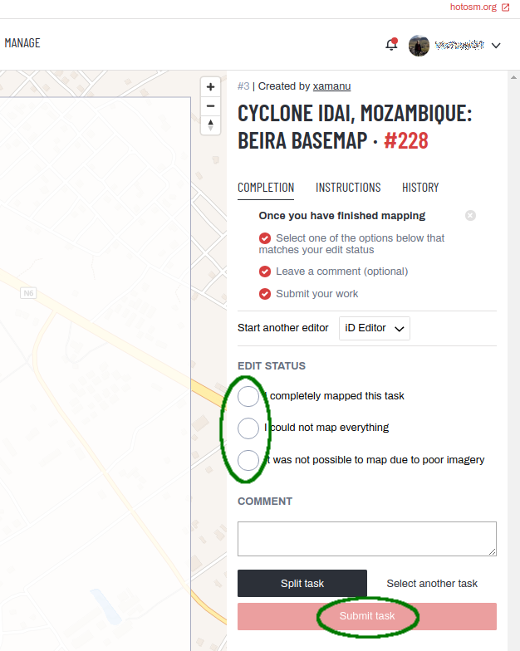 hotosm.org
MANAGE
#3 | Created by xamanu
CYCLONE IDAI, MOZAMBIQUE:
BEIRA BASEMAP · #228
COMPLETION INSTRUCTIONS HISTORY
Once you have finished mapping
Select one of the options below that
matches your edit status
Leave a comment (optional)
Submit your work
N6
Start another editor iD Editor
EDIT STATUS
I completely mapped this task
I could not map everything
It was not possible to map due to poor imagery
COMMENT
Split task Select another task
Submit task